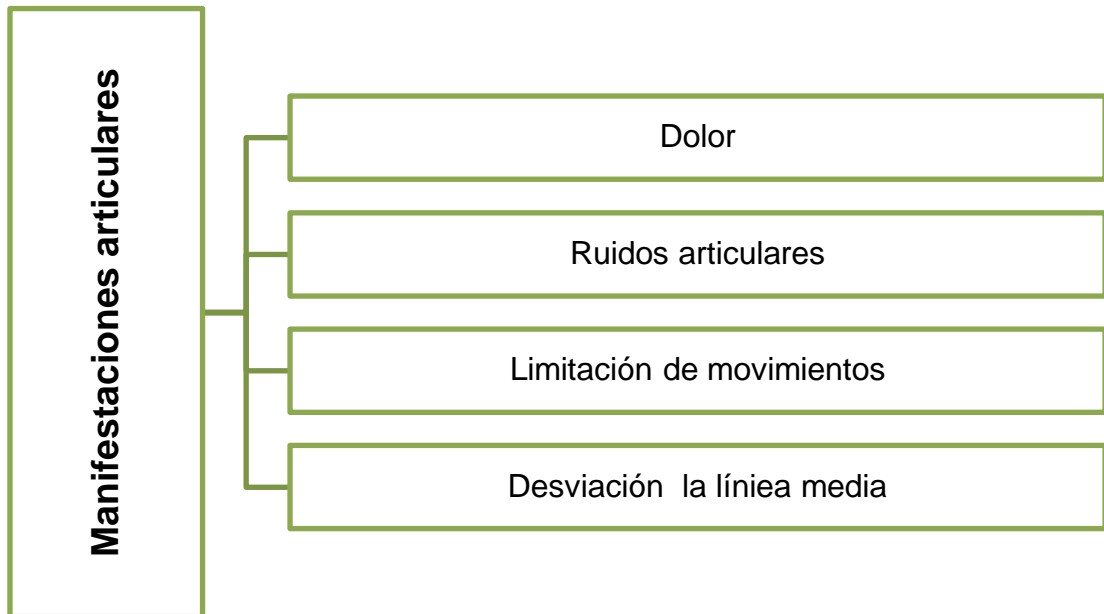 Manifestaciones articulares
Dolor
Ruidos articulares
Limitación de movimientos
Desviación  la líniea media